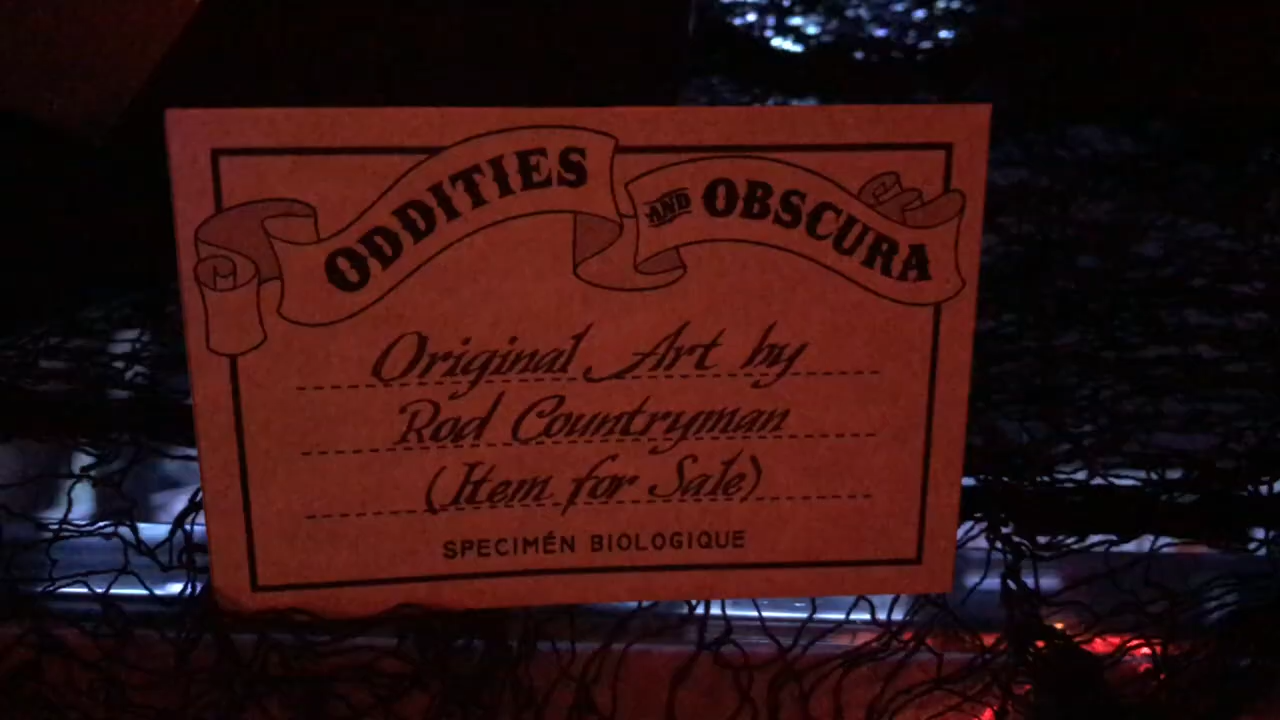 ODDITIES AND OBSCURA
Original Art by
Rod Countryman
(Item for Sale)
SPECIMÉN BIOLOGIQUE